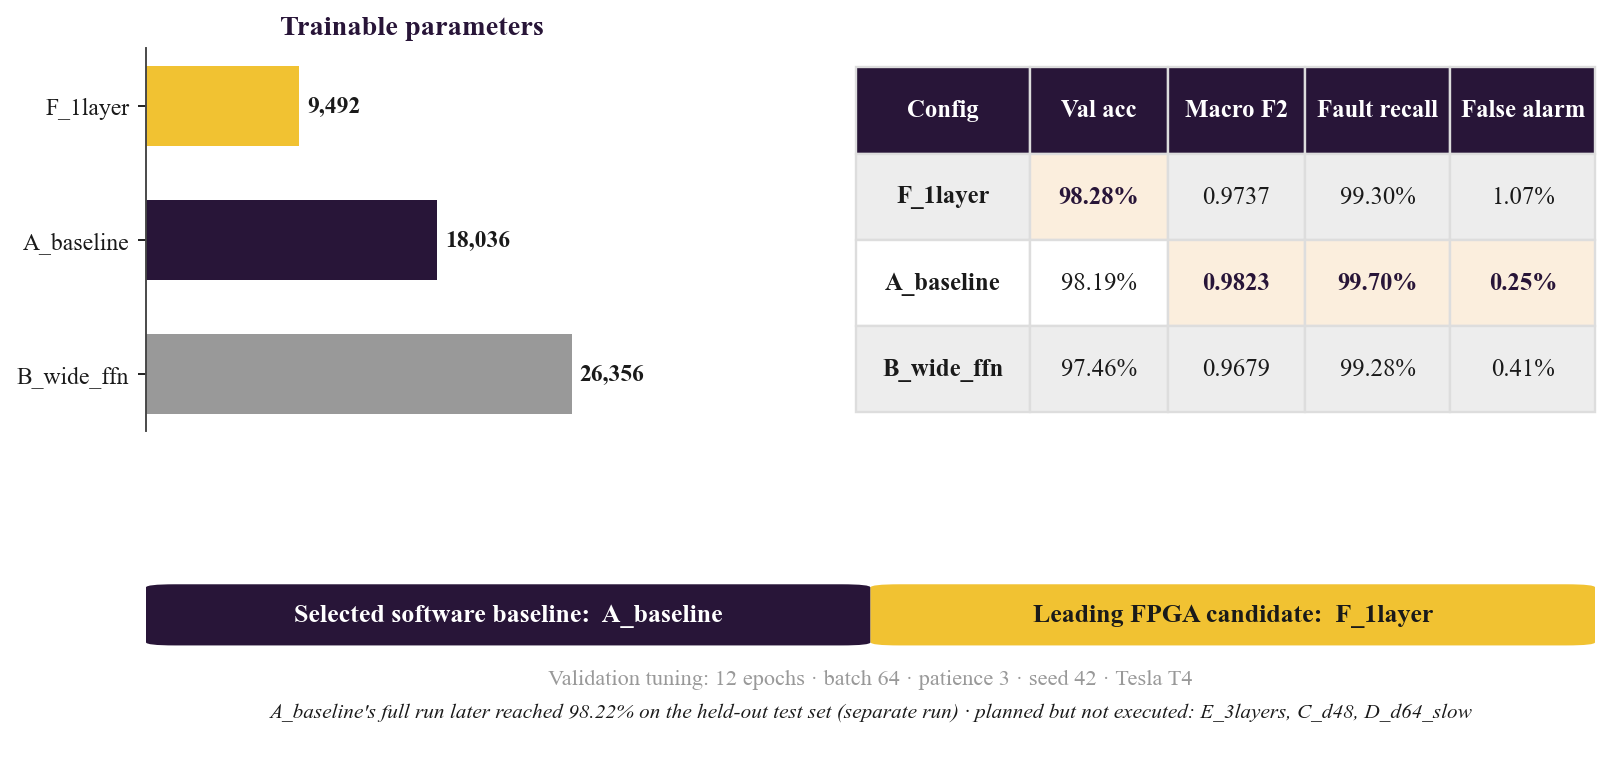 Trainable parameters
F_1layer 9,492
A_baseline 18,036
B_wide_ffn 26,356
Config Val acc Macro F2 Fault recall False alarm
F_1layer 98.28% 0.9737 99.30% 1.07%
A_baseline 98.19% 0.9823 99.70% 0.25%
B_wide_ffn 97.46% 0.9679 99.28% 0.41%
Selected software baseline: A_baseline
Leading FPGA candidate: F_1layer
Validation tuning: 12 epochs · batch 64 · patience 3 · seed 42 · Tesla T4
A_baseline's full run later reached 98.22% on the held-out test set (separate run) · planned but not executed: E_3layers, C_d48, D_d64_slow